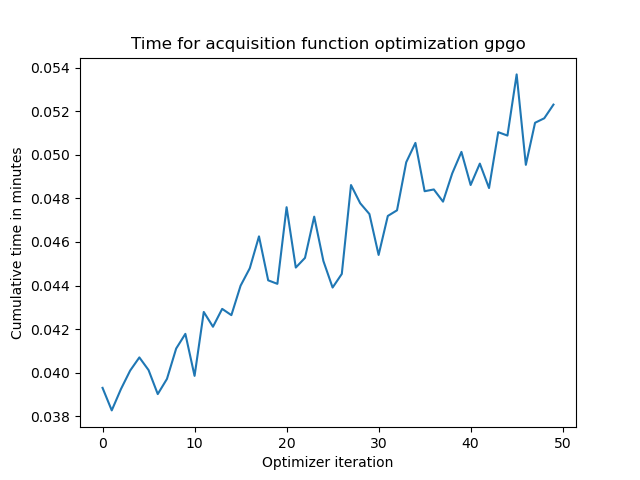 Time for acquisition function optimization gpgo
0.054
0.052
0.050
0.048
0.046
0.044
0.042
0.040
0.038
Cumulative time in minutes
0 10 20 30 40 50
Optimizer iteration